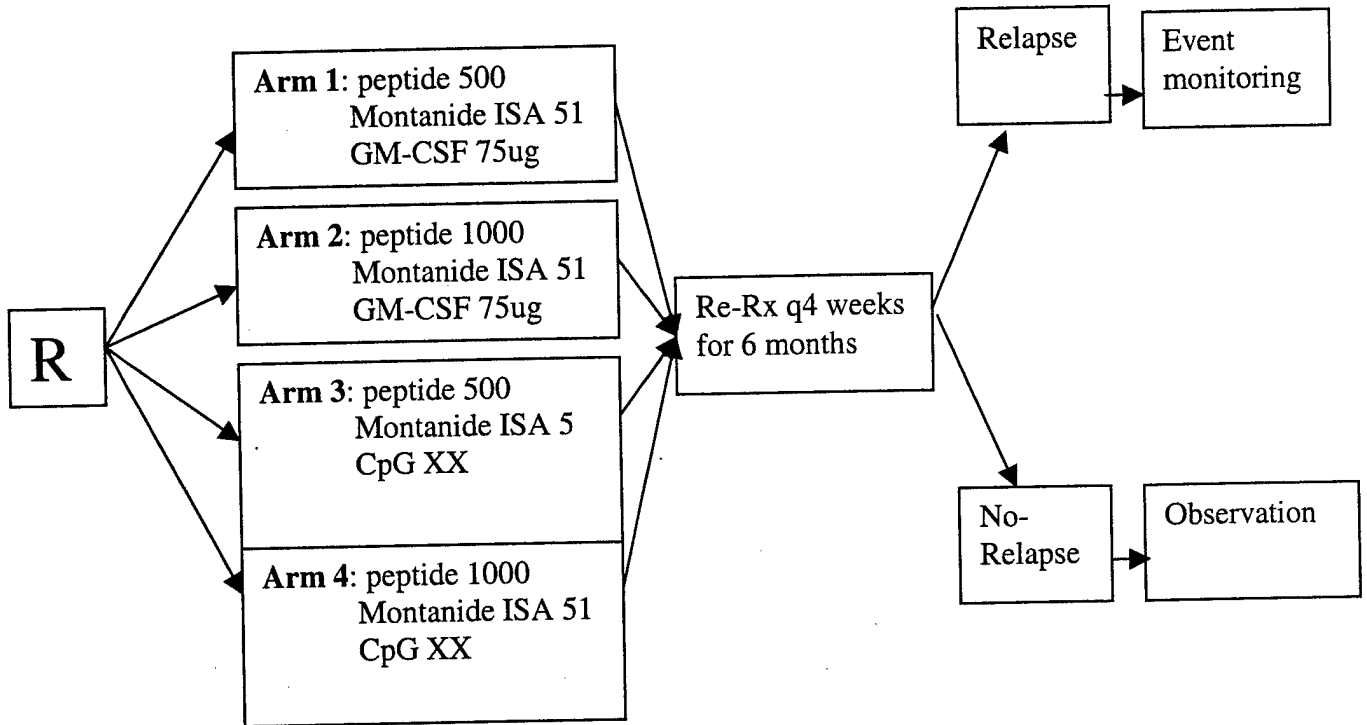 R
Arm 1: peptide 500
Montanide ISA 51
GM-CSF 75ug
Arm 2: peptide 1000
Montanide ISA 51
GM-CSF 75ug
Arm 3: peptide 500
Montanide ISA 5
CpG XX
Arm 4: peptide 1000
Montanide ISA 51
CpG XX
Re-Rx q4 weeks
for 6 months
Relapse
Event
monitoring
No-
Relapse
Observation